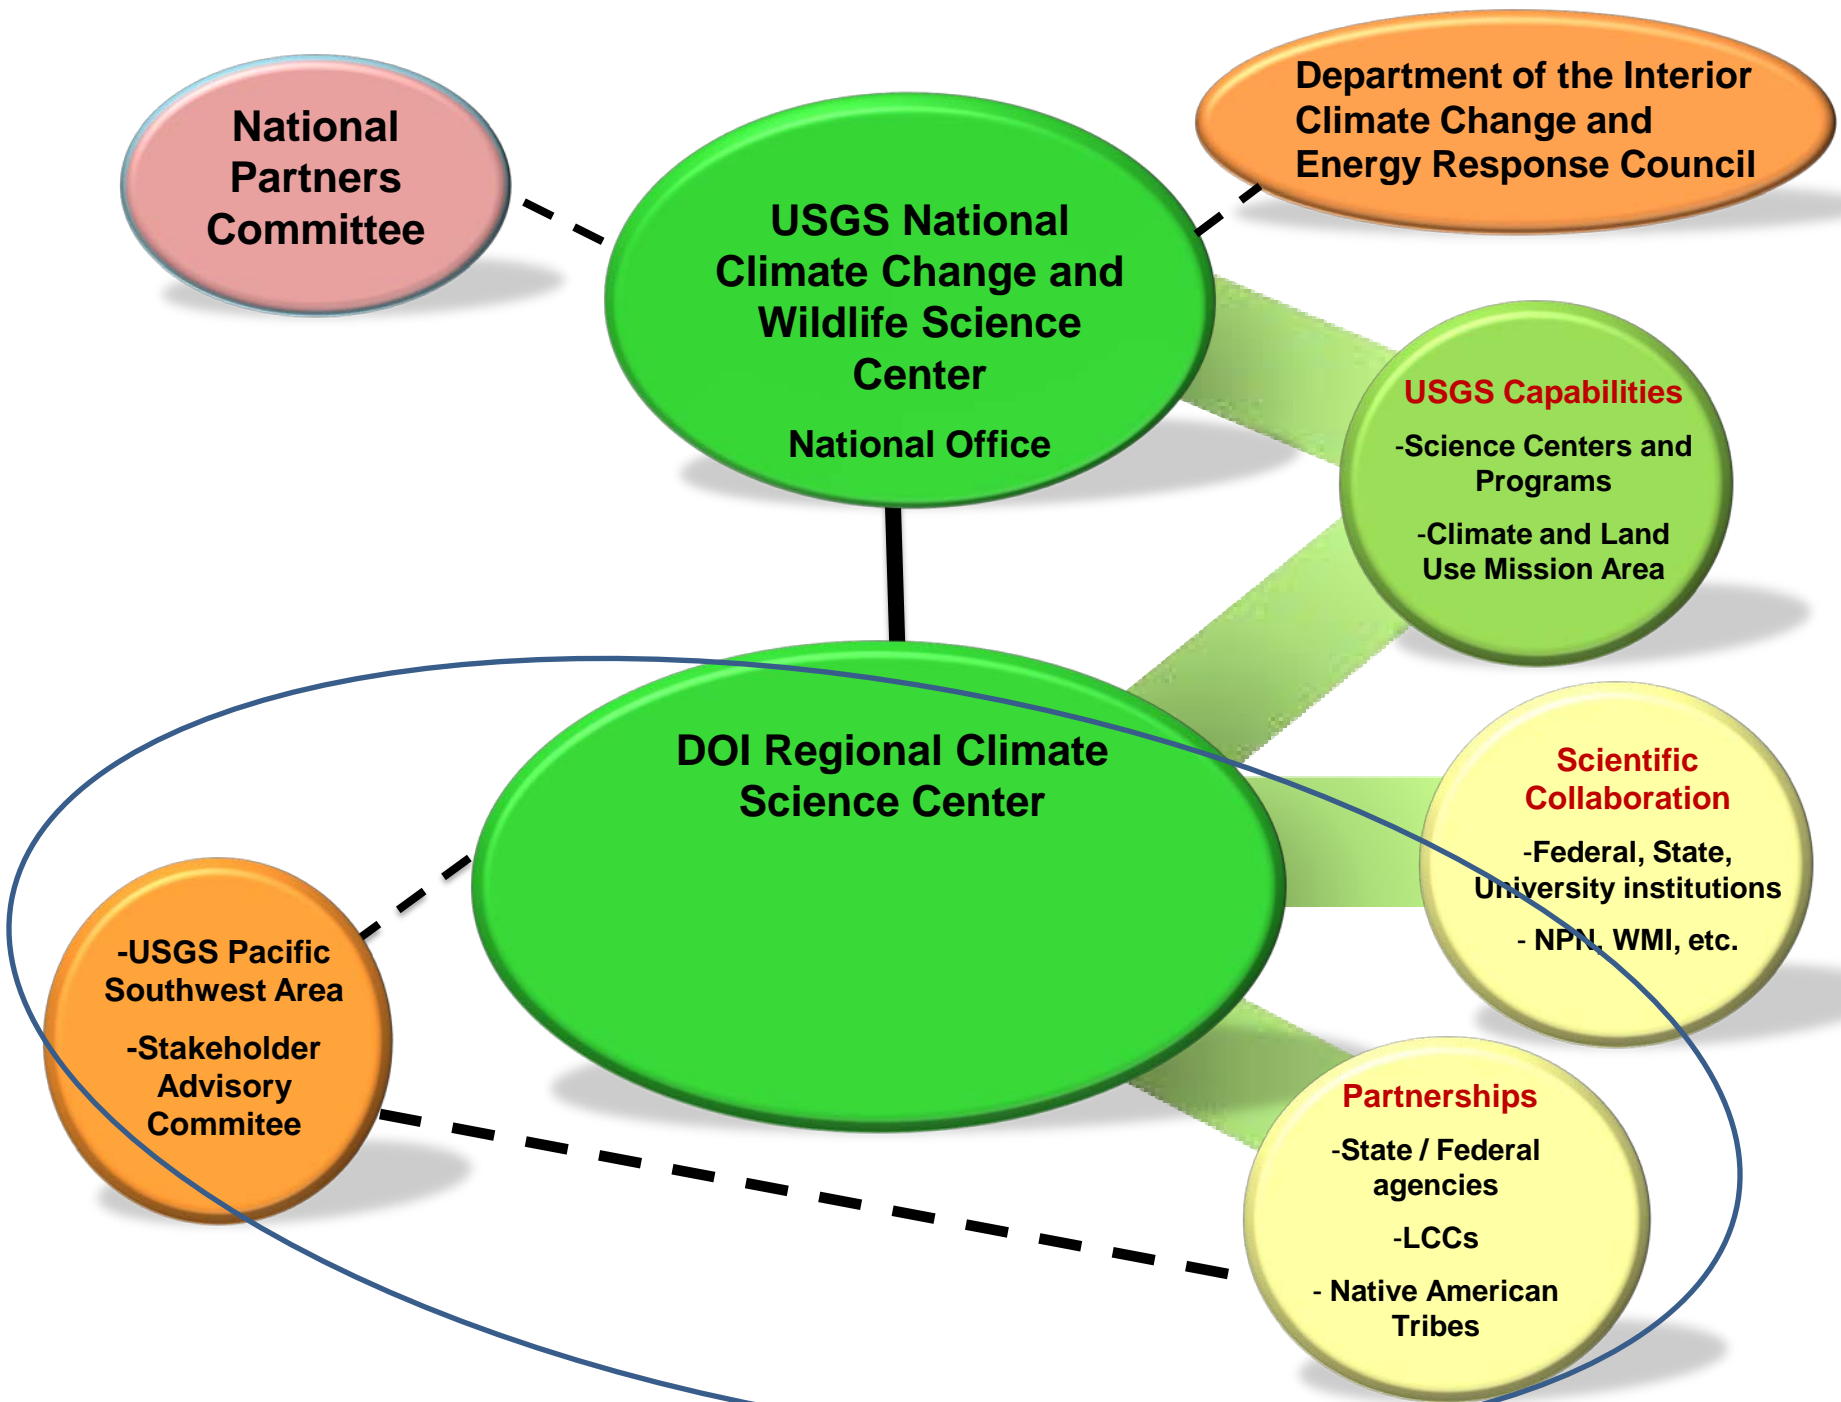 National
Partners
Committee
Department of the Interior
Climate Change and
Energy Response Council
USGS National
Climate Change and
Wildlife Science
Center
National Office
USGS Capabilities
-Science Centers and
Programs
-Climate and Land
Use Mission Area
DOI Regional Climate
Science Center
Scientific
Collaboration
-Federal, State,
University institutions
- NPN, WMI, etc.
-USGS Pacific
Southwest Area
-Stakeholder
Advisory
Commitee
Partnerships
-State / Federal
agencies
-LCCs
- Native American
Tribes